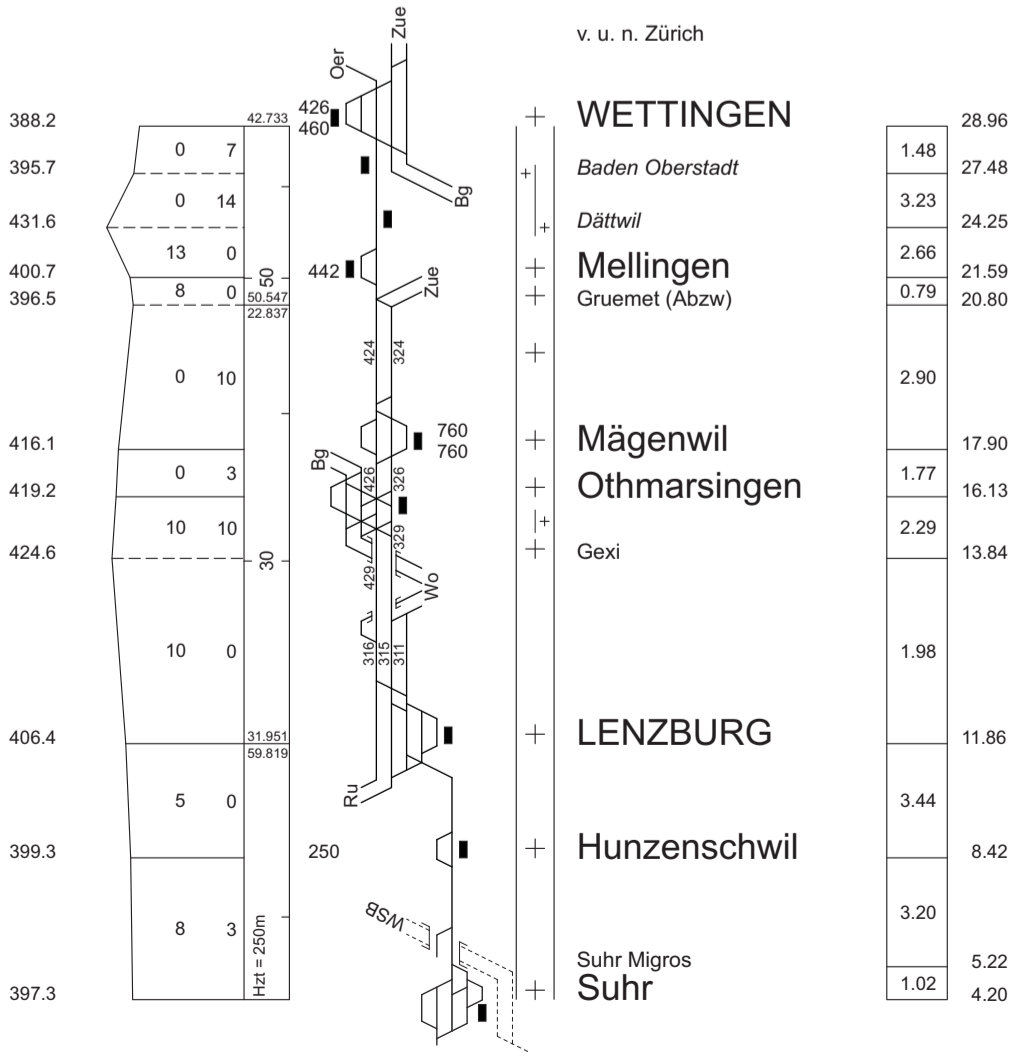 Zue
Oer
v. u. n. Zürich
388.2 42.733 426 WETTINGEN 28.96
460
0 7 1.48
395.7 Baden Oberstadt 27.48
0 14 Bg 3.23
431.6 Dättwil 24.25
13 0 2.66
400.7 50 442 Mellingen 21.59
8 0 Zue 0.79
396.5 50.547 Gruemet (Abzw) 20.80
22.837
424 324
0 10 2.90
416.1 760 Mägenwil 17.90
760
Bg 426 326
0 3 1.77
419.2 Othmarsingen 16.13
10 10 329 2.29
424.6 30 Gexi 13.84
429 Wo
10 0 316 315 311 1.98
406.4 31.951 LENZBURG 11.86
59.819
Ru
5 0 3.44
399.3 250 Hunzenschwil 8.42
WSB
8 3 3.20
Hzt = 250m
Suhr Migros 5.22
397.3 Suhr 1.02 4.20